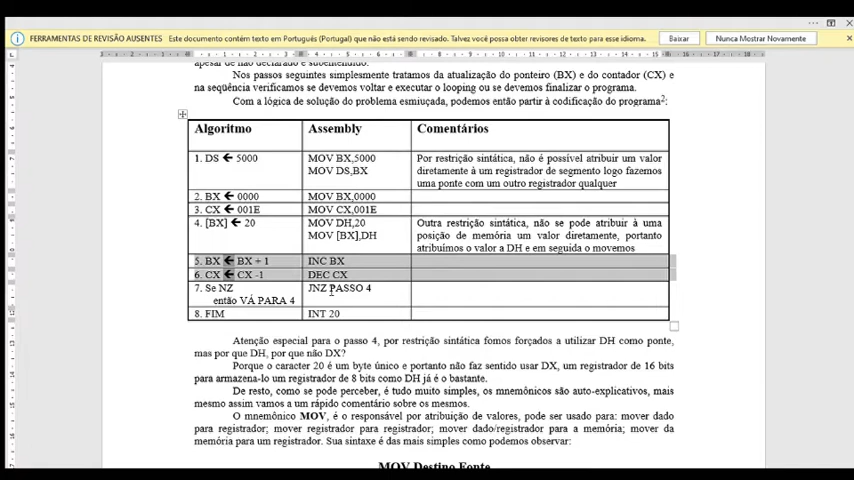 FERRAMENTAS DE REVISÃO AUSENTES Este documento contém texto em Português (Portugal) que não está sendo revisado. Talvez você possa obter revisores de texto para esse idioma. Baixar Nunca Mostrar Novamente
apesar de não declarado e subentendido.
Nos passos seguintes simplesmente tratamos da atualização do ponteiro (BX) e do contador (CX) e
na seqüência verificamos se devemos voltar e executar o looping ou se devemos finalizar o programa.
Com a lógica de solução do problema esmiuçada, podemos então partir à codificação do programa²:
Algoritmo Assembly Comentários
1. DS ← 5000 MOV BX,5000 Por restrição sintática, não é possível atribuir um valor
MOV DS,BX diretamente à um registrador de segmento logo fazemos
uma ponte com um outro registrador qualquer
2. BX ← 0000 MOV BX,0000
3. CX ← 001E MOV CX,001E
4. [BX] ← 20 MOV DH,20 Outra restrição sintática, não se pode atribuir à uma
MOV [BX],DH posição de memória um valor diretamente, portanto
atribuímos o valor a DH e em seguida o movemos
5. BX ← BX + 1 INC BX
6. CX ← CX -1 DEC CX
7. Se NZ JNZ PASSO 4
então VÁ PARA 4
8. FIM INT 20
Atenção especial para o passo 4, por restrição sintática fomos forçados a utilizar DH como ponte,
mas por que DH, por que não DX?
Porque o caracter 20 é um byte único e portanto não faz sentido usar DX, um registrador de 16 bits
para armazena-lo um registrador de 8 bits como DH já é o bastante.
De resto, como se pode perceber, é tudo muito simples, os mnemônicos são auto-explicativos, mais
mesmo assim vamos a um rápido comentário sobre os mesmos.
O mnemônico MOV, é o responsável por atribuição de valores, pode ser usado para: mover dado
para registrador; mover registrador para registrador; mover dado/registrador para a memória; mover da
memória para um registrador. Sua sintaxe é das mais simples como podemos observar:
MOV Destino Fonte